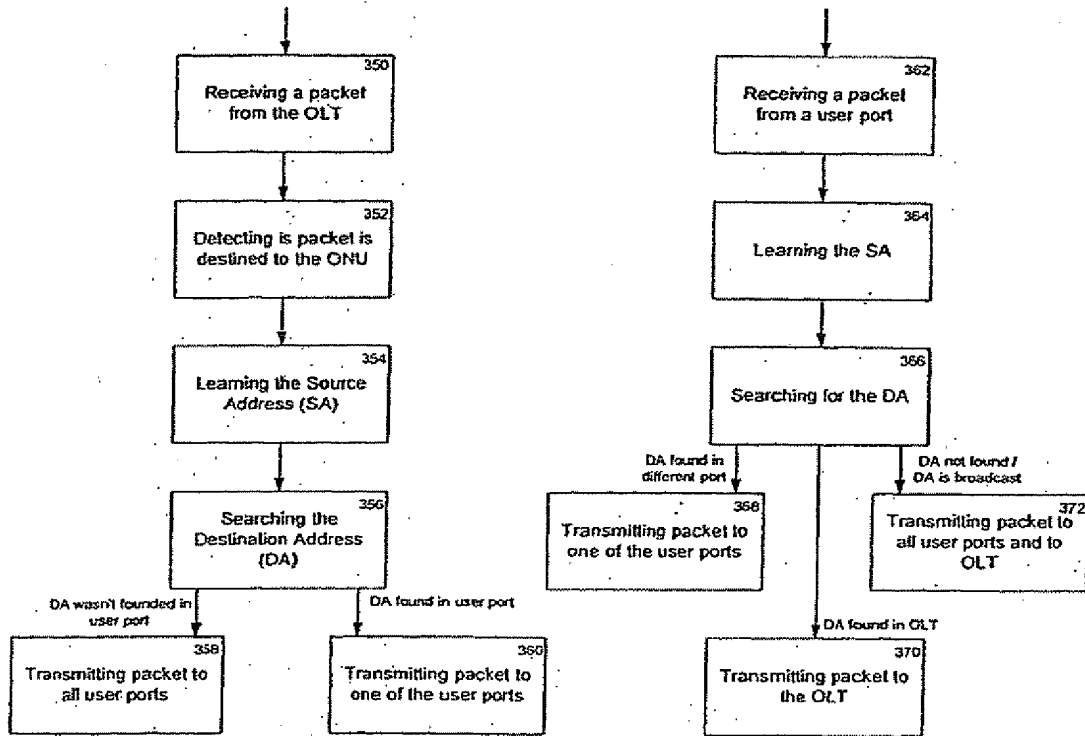 350
Receiving a packet
from the OLT
352
Detecting is packet is
destined to the ONU
354
Learning the Source
Address (SA)
356
Searching the
Destination Address
(DA)
DA wasn't founded in
user port
DA found in user port
358
Transmitting packet to
all user ports
360
Transmitting packet to
one of the user ports
362
Receiving a packet
from a user port
364
Learning the SA
366
Searching for the DA
DA found in
different port
DA not found /
DA is broadcast
368
Transmitting packet to
one of the user ports
372
Transmitting packet to
all user ports and to
OLT
DA found in OLT
370
Transmitting packet to
the OLT